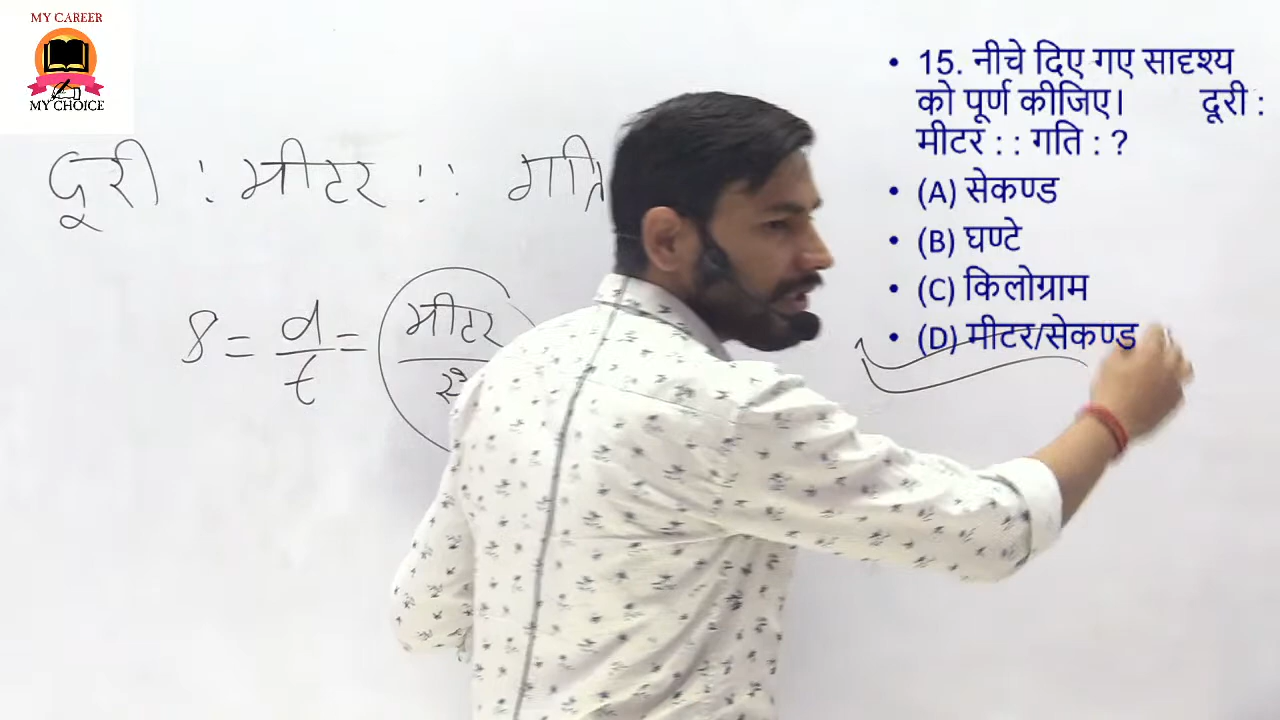 MY CAREER
MY CHOICE
दूरी : मीटर : : गति
S = d/t = मीटर/से
• 15. नीचे दिए गए सादृश्य
को पूर्ण कीजिए। दूरी :
मीटर : : गति : ?
• (A) सेकण्ड
• (B) घण्टे
• (C) किलोग्राम
• (D) मीटर/सेकण्ड